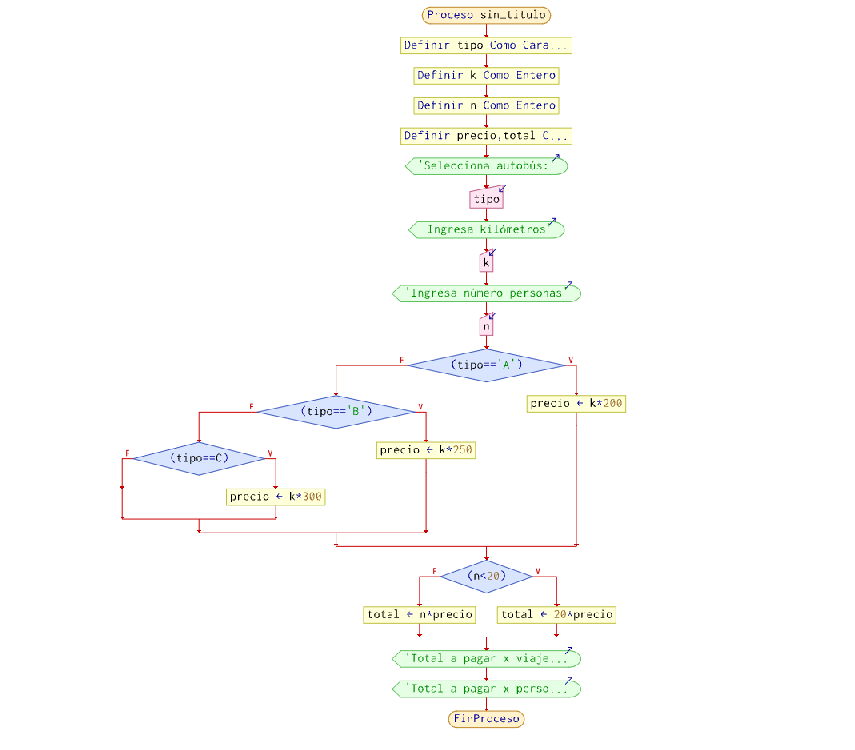 Proceso sin_titulo
Definir tipo Como Cara...
Definir k Como Entero
Definir n Como Entero
Definir precio,total C...
'Selecciona autobús:
tipo
Ingresa kilómetros
k
'Ingresa número personas
n
F (tipo=='A') V
precio ← k*200
F (tipo=='B') V
precio ← k*250
F (tipo==C) V
precio ← k*300
F (n<20) V
total ← n*precio
total ← 20*precio
'Total a pagar x viaje...
'Total a pagar x perso...
FinProceso